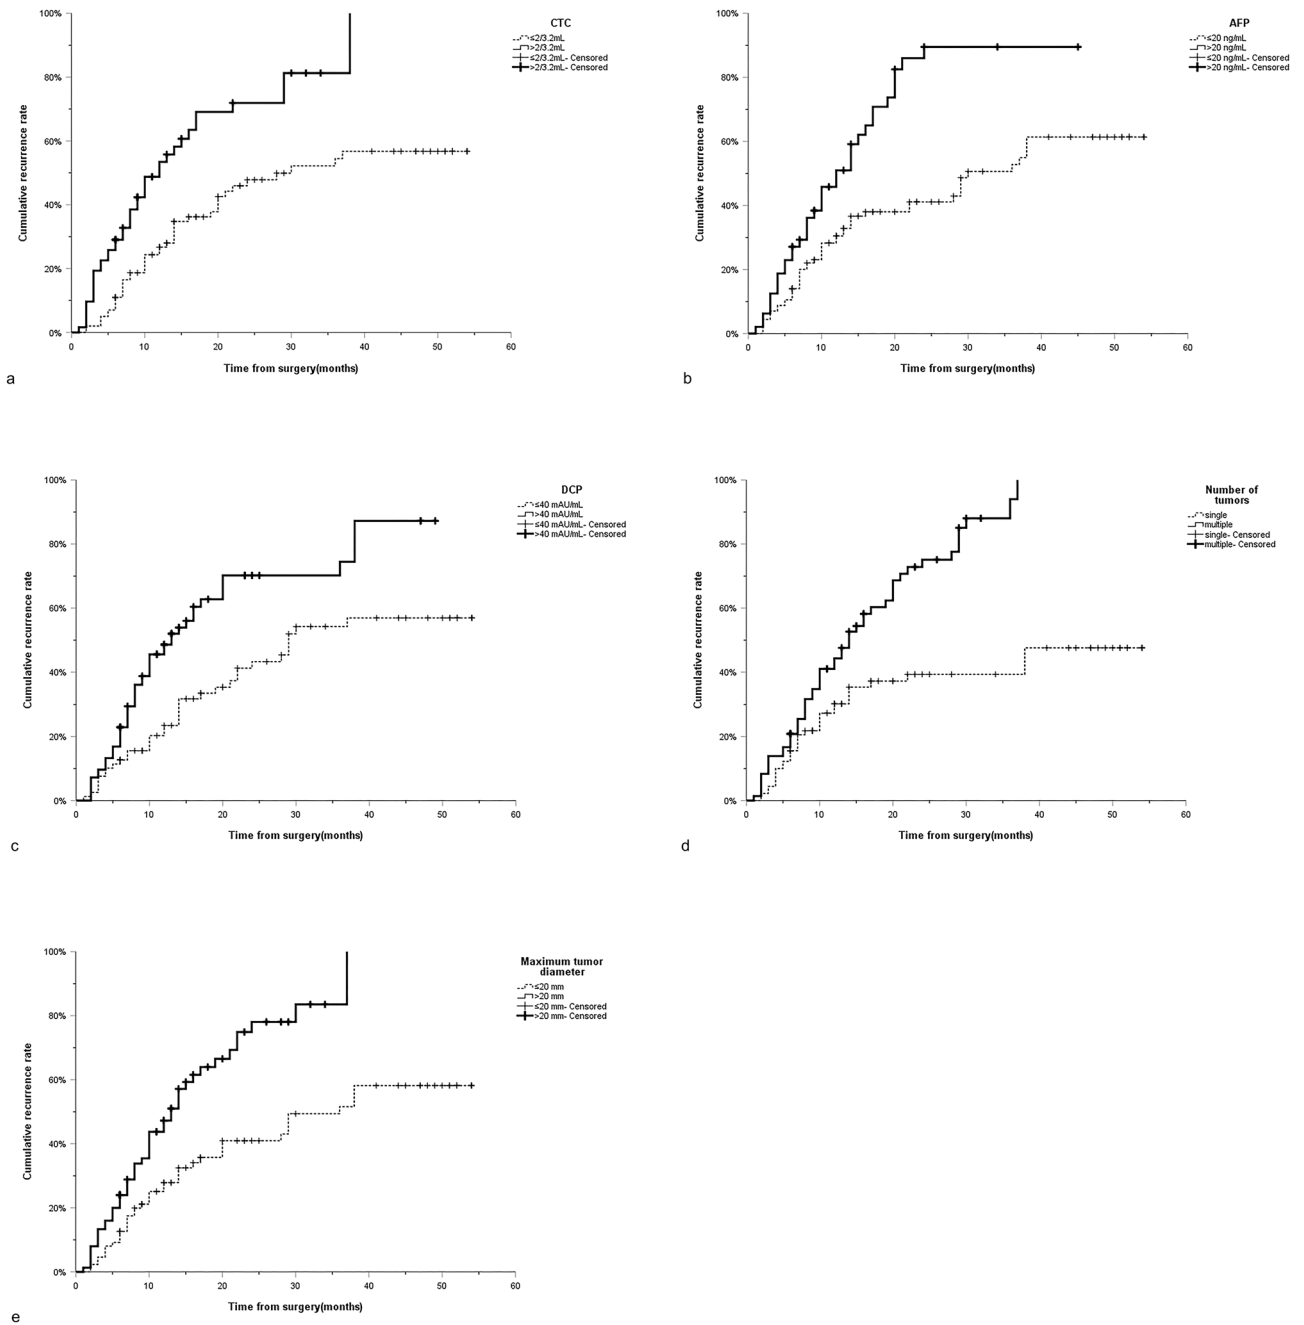 CTC
≤2/3.2mL
>2/3.2mL
≤2/3.2mL- Censored
>2/3.2mL- Censored
100%
80%
60%
40%
20%
0%
Cumulative recurrence rate
0 10 20 30 40 50 60
Time from surgery(months)
a
AFP
≤20 ng/mL
>20 ng/mL
≤20 ng/mL- Censored
>20 ng/mL- Censored
100%
80%
60%
40%
20%
0%
Cumulative recurrence rate
0 10 20 30 40 50 60
Time from surgery(months)
b
DCP
≤40 mAU/mL
>40 mAU/mL
≤40 mAU/mL- Censored
>40 mAU/mL- Censored
100%
80%
60%
40%
20%
0%
Cumulative recurrence rate
0 10 20 30 40 50 60
Time from surgery(months)
c
Number of
tumors
single
multiple
single- Censored
multiple- Censored
100%
80%
60%
40%
20%
0%
Cumulative recurrence rate
0 10 20 30 40 50 60
Time from surgery(months)
d
Maximum tumor
diameter
≤20 mm
>20 mm
≤20 mm- Censored
>20 mm- Censored
100%
80%
60%
40%
20%
0%
Cumulative recurrence rate
0 10 20 30 40 50 60
Time from surgery(months)
e